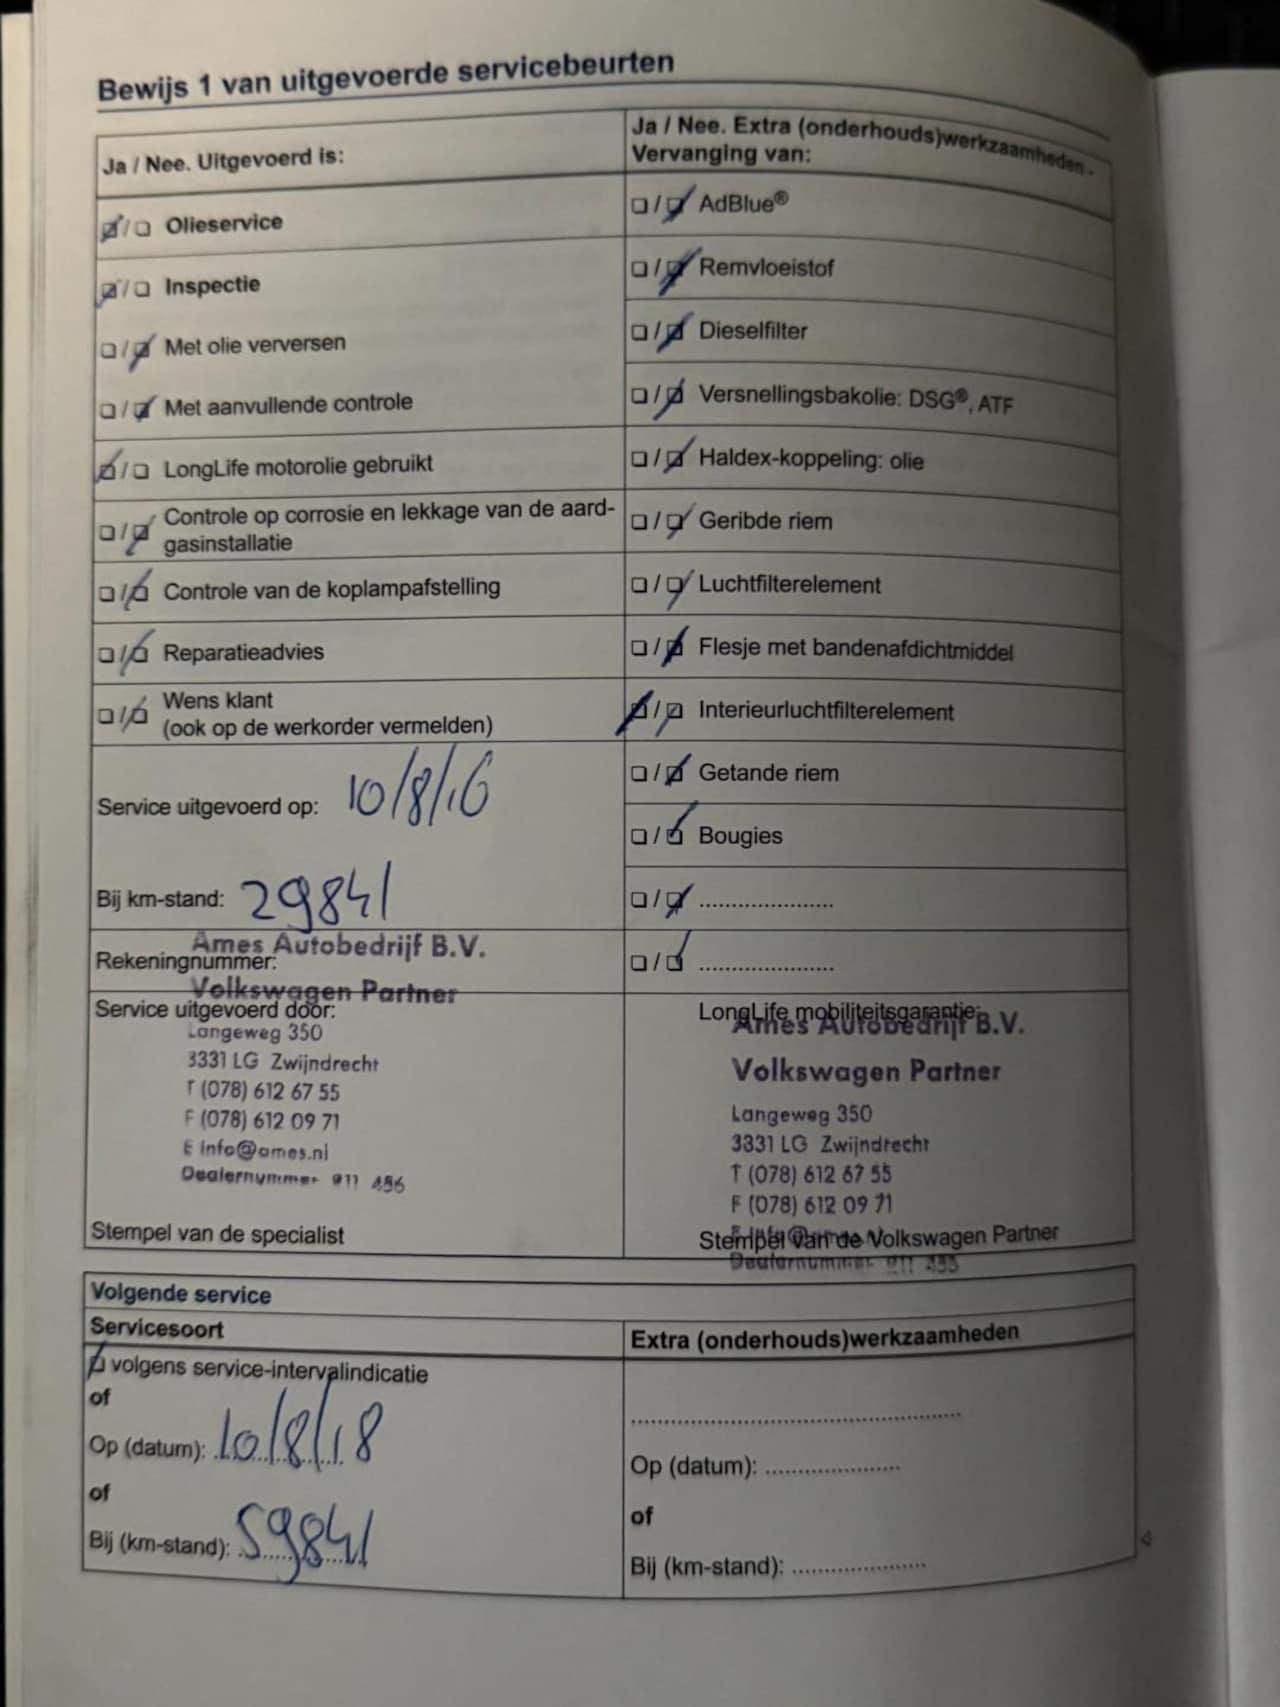 Bewijs 1 van uitgevoerde servicebeurten
Ja / Nee. Uitgevoerd is:
☑/☐ Olieservice
☑/☐ Inspectie
☐/☑ Met olie verversen
☐/☑ Met aanvullende controle
☑/☐ LongLife motorolie gebruikt
☐/☑ Controle op corrosie en lekkage van de aard-
gasinstallatie
☐/☑ Controle van de koplampafstelling
☐/☑ Reparatieadvies
☐/☑ Wens klant
(ook op de werkorder vermelden)
Service uitgevoerd op: 10/8/16
Bij km-stand: 29841
Ames Autobedrijf B.V.
Rekeningnummer:
Volkswagen Partner
Service uitgevoerd door:
Langeweg 350
3331 LG Zwijndrecht
T (078) 612 67 55
F (078) 612 09 71
E info@ames.nl
Dealernummer 911 486
Stempel van de specialist
Ja / Nee. Extra (onderhouds)werkzaamheden -
Vervanging van:
☐/☑ AdBlue®
☐/☑ Remvloeistof
☐/☑ Dieselfilter
☐/☑ Versnellingsbakolie: DSG®, ATF
☐/☑ Haldex-koppeling: olie
☐/☑ Geribde riem
☐/☑ Luchtfilterelement
☐/☑ Flesje met bandenafdichtmiddel
☑/☑ Interieurluchtfilterelement
☐/☑ Getande riem
☐/☑ Bougies
☐/☑ .....................
☐/☑ .....................
LongLife mobiliteitsgarantie:
Ames Autobedrijf B.V.
Volkswagen Partner
Langeweg 350
3331 LG Zwijndrecht
T (078) 612 67 55
F (078) 612 09 71
Stempel van de Volkswagen Partner
Dealernummer 911
Volgende service
Servicesoort
☑ volgens service-intervalindicatie
of
Op (datum): 10/8/18
of
Bij (km-stand): 59841
Extra (onderhouds)werkzaamheden
..................................................
Op (datum): .....................
of
Bij (km-stand): .....................